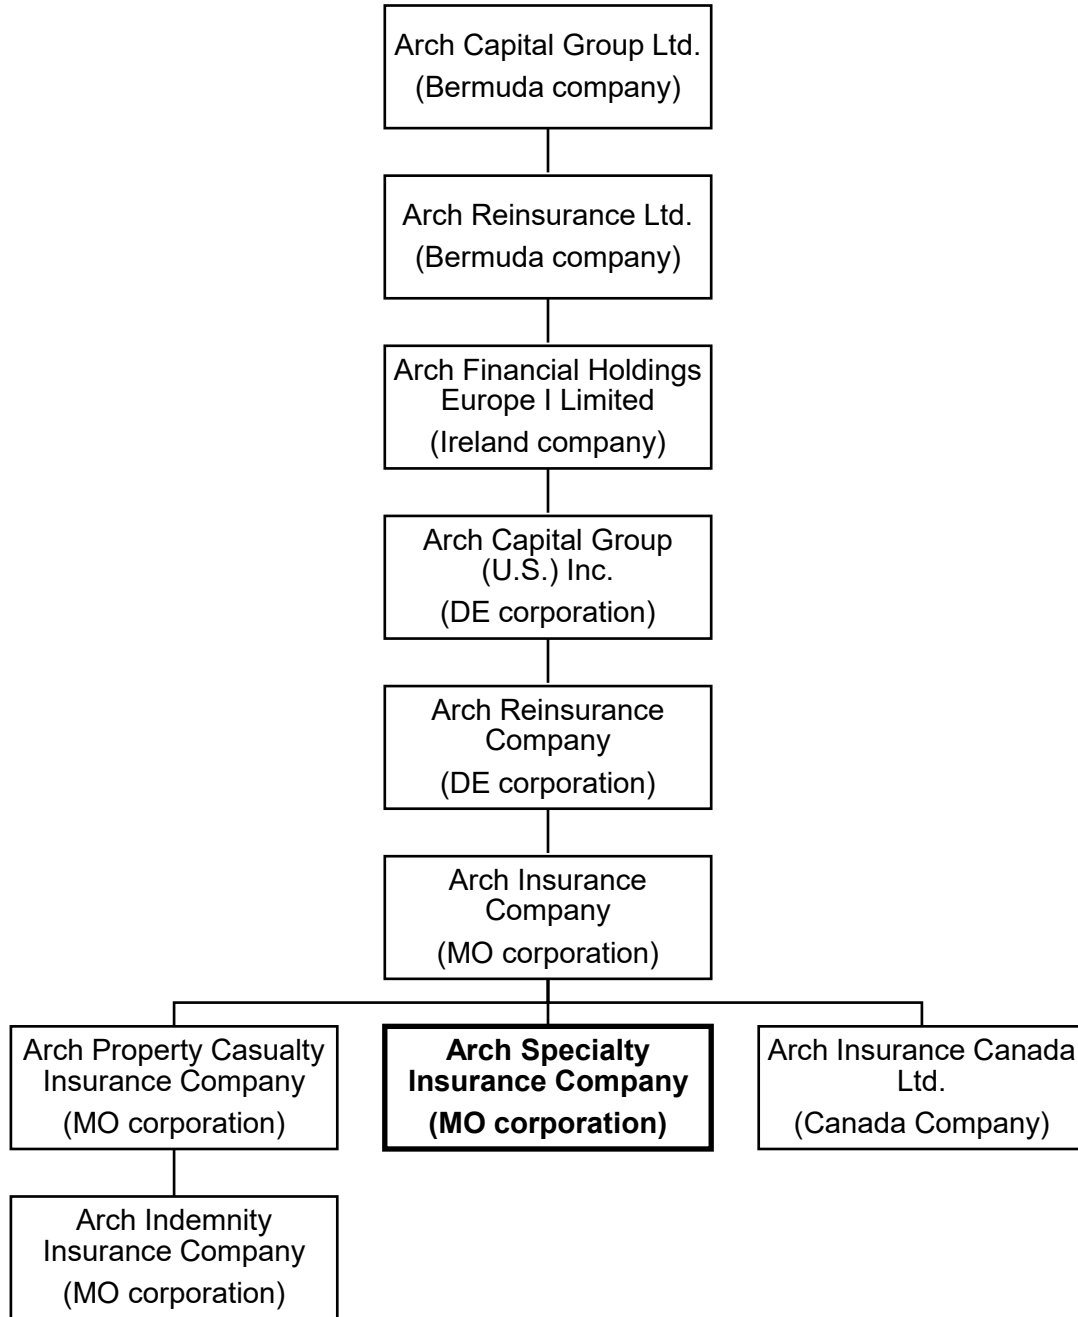 Arch Capital Group Ltd.
(Bermuda company)
Arch Reinsurance Ltd.
(Bermuda company)
Arch Financial Holdings
Europe I Limited
(Ireland company)
Arch Capital Group
(U.S.) Inc.
(DE corporation)
Arch Reinsurance
Company
(DE corporation)
Arch Insurance
Company
(MO corporation)
Arch Property Casualty
Insurance Company
(MO corporation)
Arch Specialty
Insurance Company
(MO corporation)
Arch Insurance Canada
Ltd.
(Canada Company)
Arch Indemnity
Insurance Company
(MO corporation)